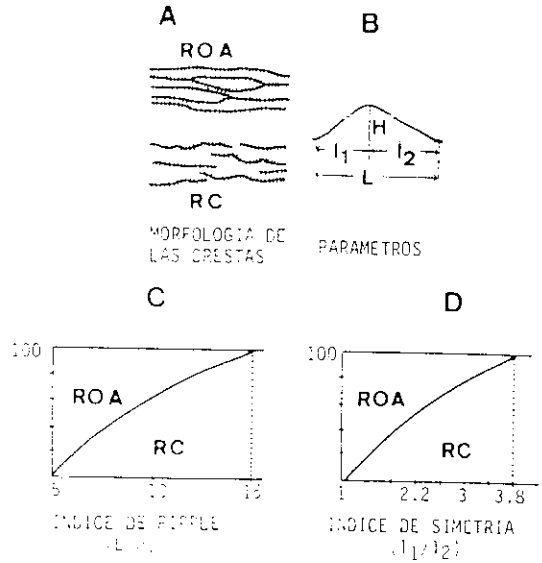 A
B
ROA
RC
H
l1
l2
L
MORFOLOGIA DE
LAS CRESTAS
PARAMETROS
C
D
100
ROA
RC
5
INDICE DE RIPPLE
100
ROA
RC
1
2.2
3
3.8
INDICE DE SIMETRIA
(l1/l2)